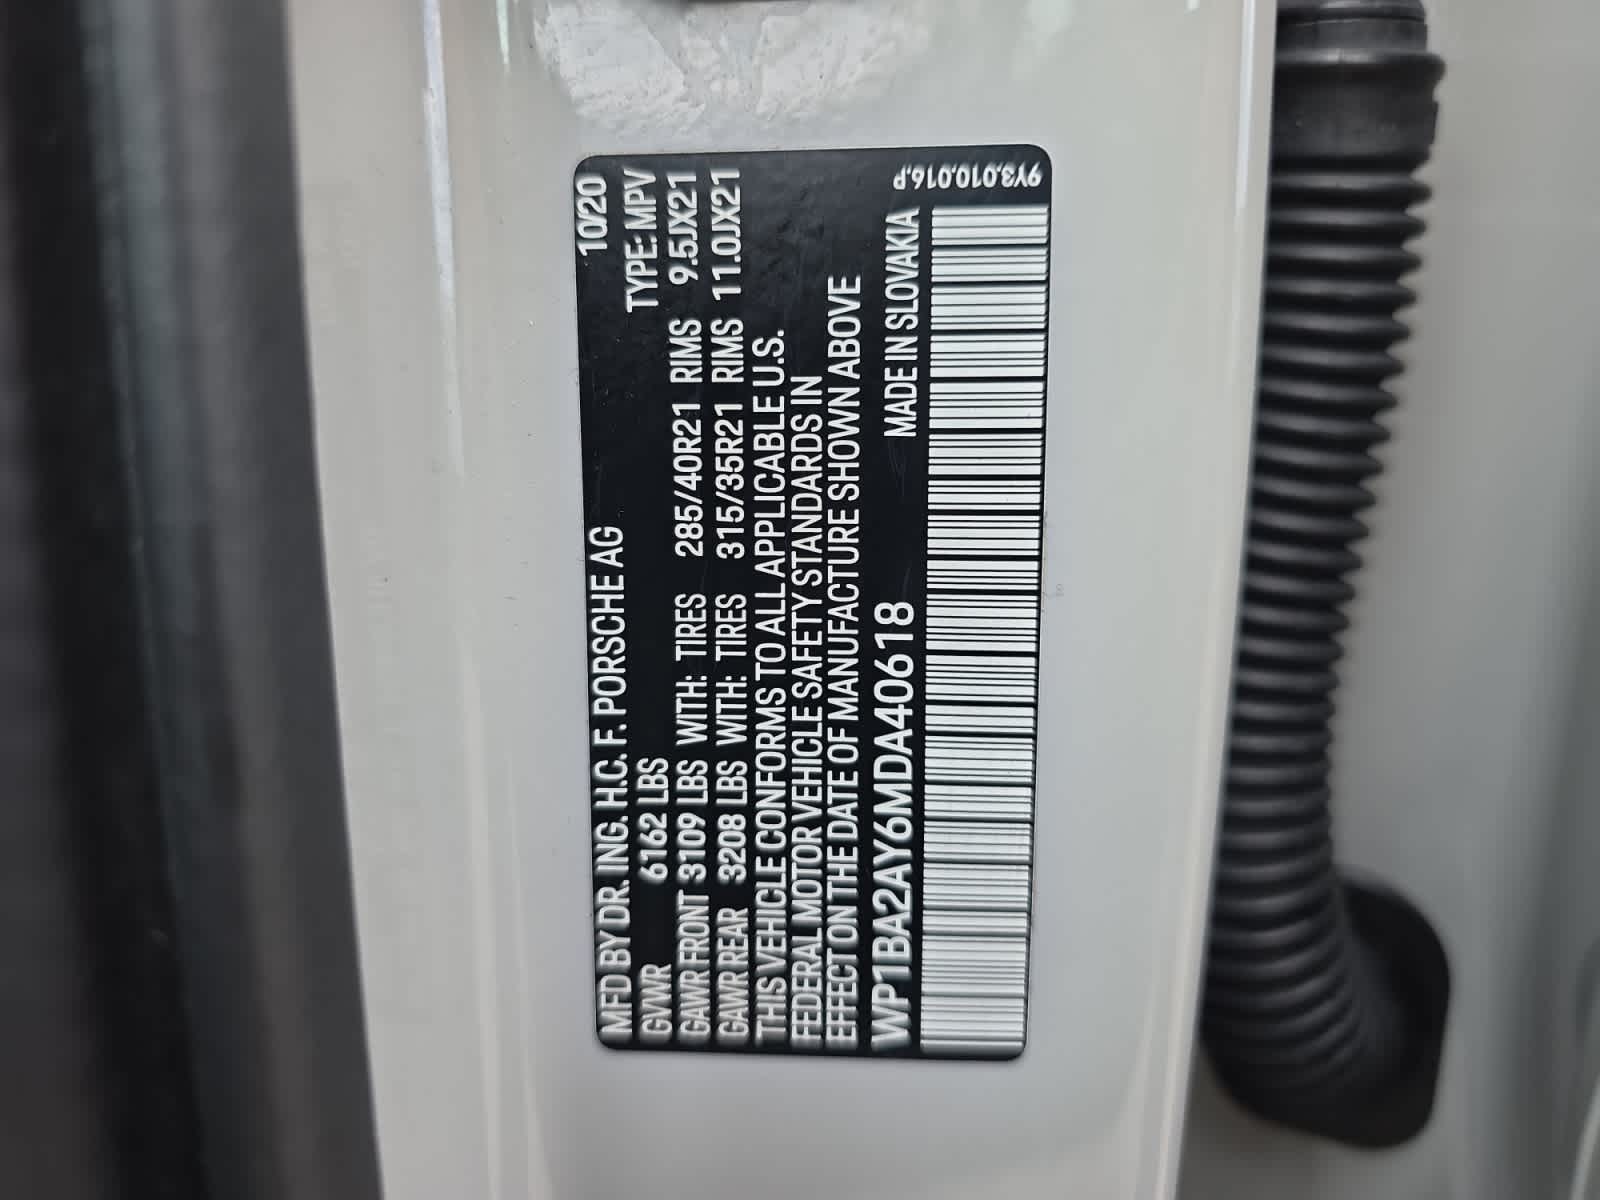 MFD BY DR. ING. H.C. F. PORSCHE AG 10/20
GVWR 6162 LBS TYPE: MPV
GAWR FRONT 3109 LBS WITH: TIRES 285/40R21 RIMS 9.5JX21
GAWR REAR 3208 LBS WITH: TIRES 315/35R21 RIMS 11.0JX21
THIS VEHICLE CONFORMS TO ALL APPLICABLE U.S.
FEDERAL MOTOR VEHICLE SAFETY STANDARDS IN
EFFECT ON THE DATE OF MANUFACTURE SHOWN ABOVE
WP1BA2AY6MDA40618 MADE IN SLOVAKIA
9Y3.010.016.P